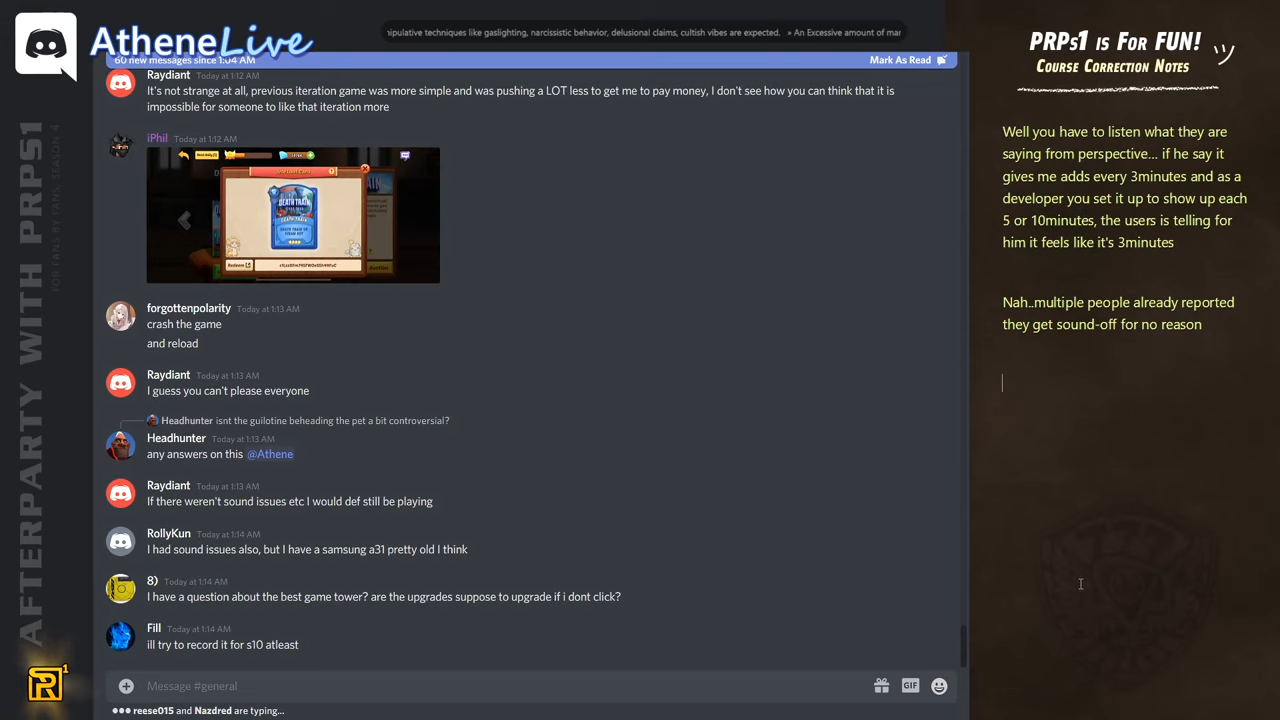 AtheneLive
ipulative techniques like gaslighting, narcissistic behavior, delusional claims, cultish vibes are expected. » An Excessive amount of mar
60 new messages since 1:04 AM
Mark As Read
Raydiant Today at 1:12 AM
It's not strange at all, previous iteration game was more simple and was pushing a LOT less to get me to pay money, I don't see how you can think that it is
impossible for someone to like that iteration more
iPhil Today at 1:12 AM
DEATH TRAIN
Redeem
Auction
forgottenpolarity Today at 1:13 AM
crash the game
and reload
Raydiant Today at 1:13 AM
I guess you can't please everyone
Headhunter isnt the guilotine beheading the pet a bit controversial?
Headhunter Today at 1:13 AM
any answers on this @Athene
Raydiant Today at 1:13 AM
If there weren't sound issues etc I would def still be playing
RollyKun Today at 1:14 AM
I had sound issues also, but I have a samsung a31 pretty old I think
8) Today at 1:14 AM
I have a question about the best game tower? are the upgrades suppose to upgrade if i dont click?
Fill Today at 1:14 AM
ill try to record it for s10 atleast
Message #general
GIF
reese015 and Nazdred are typing...
AFTERPARTY WITH PRPS1
FOR FANS BY FANS, SEASON 4
R1
PRPs1 is For FUN! ツ
Course Correction Notes
Well you have to listen what they are
saying from perspective... if he say it
gives me adds every 3minutes and as a
developer you set it up to show up each
5 or 10minutes, the users is telling for
him it feels like it's 3minutes
Nah..multiple people already reported
they get sound-off for no reason